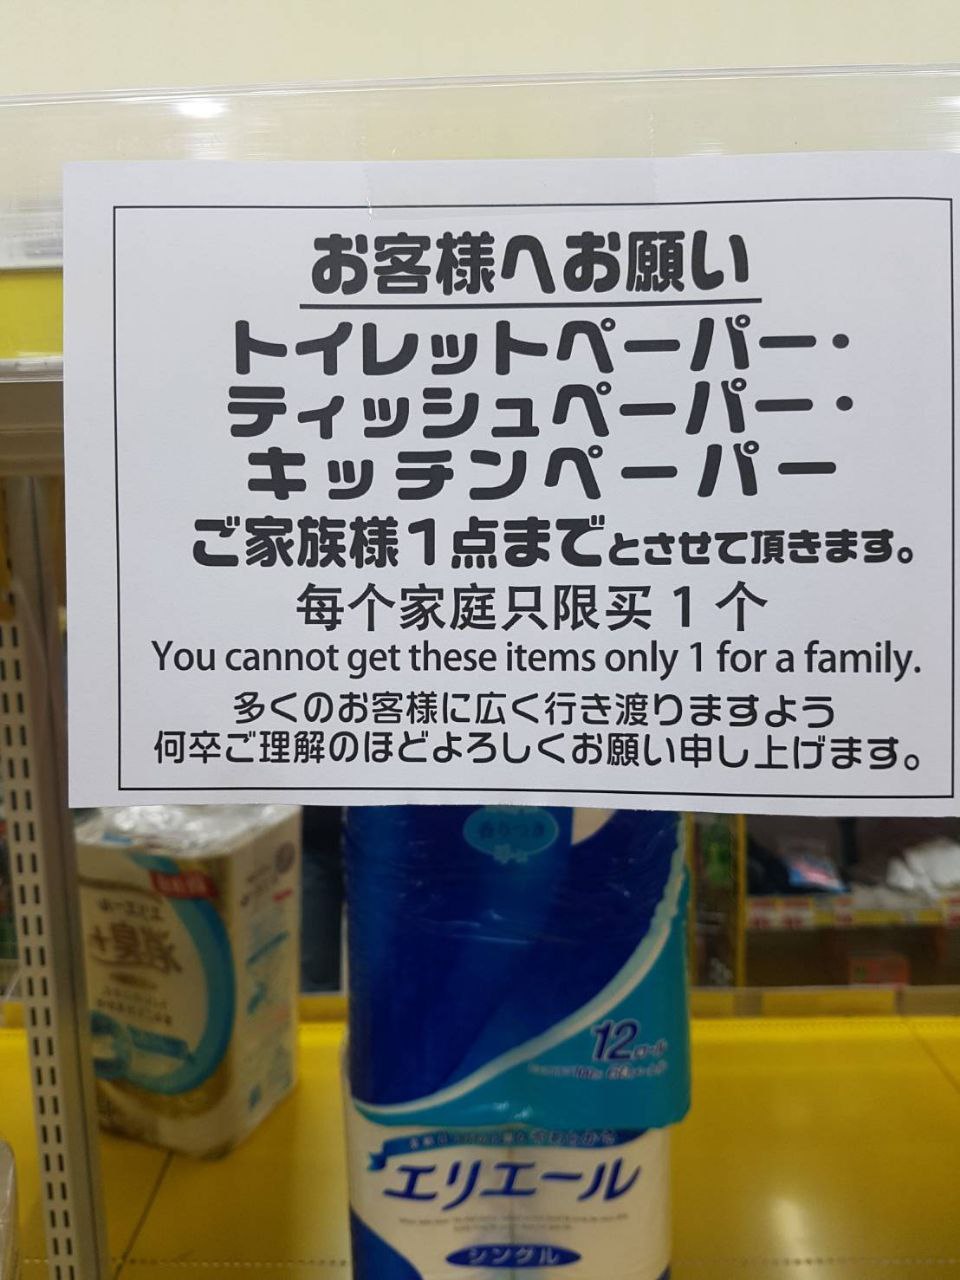 お客様へお願い
トイレットペーパー・
ティッシュペーパー・
キッチンペーパー
ご家族様1点までとさせて頂きます。
每个家庭只限买 1 个
You cannot get these items only 1 for a family.
多くのお客様に広く行き渡りますよう
何卒ご理解のほどよろしくお願い申し上げます。
消臭+
12ロール
エリエール
シングル